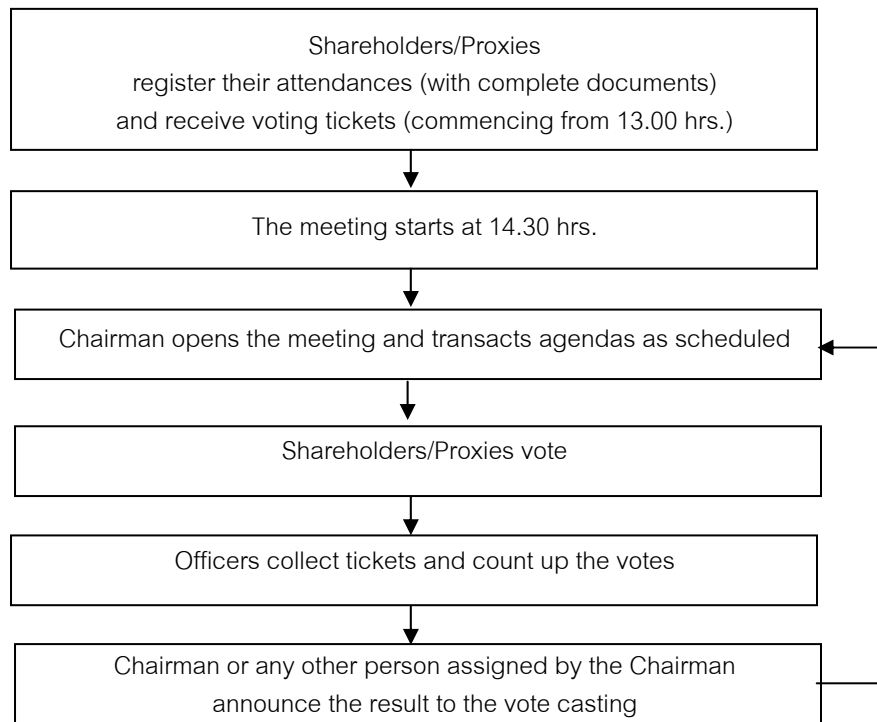 Shareholders/Proxies
register their attendances (with complete documents)
and receive voting tickets (commencing from 13.00 hrs.)
The meeting starts at 14.30 hrs.
Chairman opens the meeting and transacts agendas as scheduled
Shareholders/Proxies vote
Officers collect tickets and count up the votes
Chairman or any other person assigned by the Chairman
announce the result to the vote casting